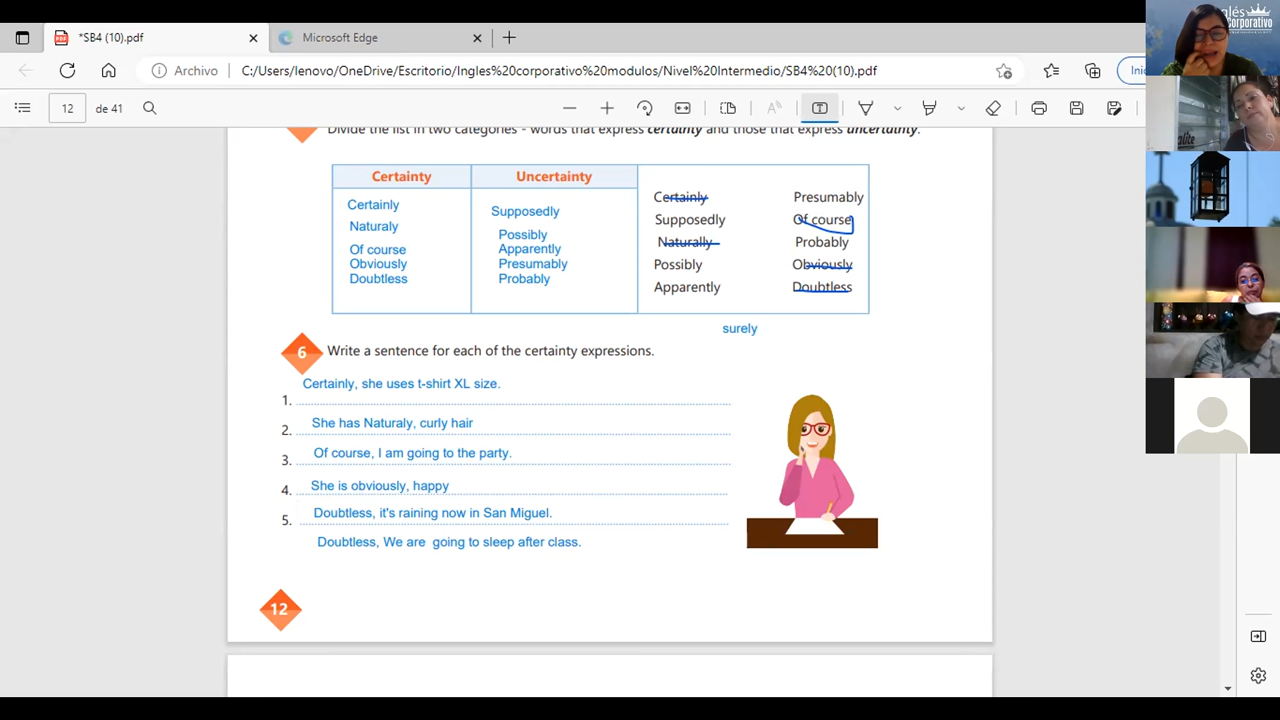 *SB4 (10).pdf
Microsoft Edge
Archivo
C:/Users/lenovo/OneDrive/Escritorio/Ingles%20corporativo%20modulos/Nivel%20Intermedio/SB4%20(10).pdf
Ini
12
de 41
inglés
corporativo
Divide the list in two categories - words that express certainty and those that express uncertainty.
Certainty
Uncertainty
Certainly
Naturaly
Of course
Obviously
Doubtless
Supposedly
Possibly
Apparently
Presumably
Probably
Certainly
Presumably
Supposedly
Of course
Naturally
Probably
Possibly
Obviously
Apparently
Doubtless
surely
6 Write a sentence for each of the certainty expressions.
Certainly, she uses t-shirt XL size.
1.
She has Naturaly, curly hair
2.
Of course, I am going to the party.
3.
She is obviously, happy
4.
Doubtless, it's raining now in San Miguel.
5.
Doubtless, We are going to sleep after class.
12